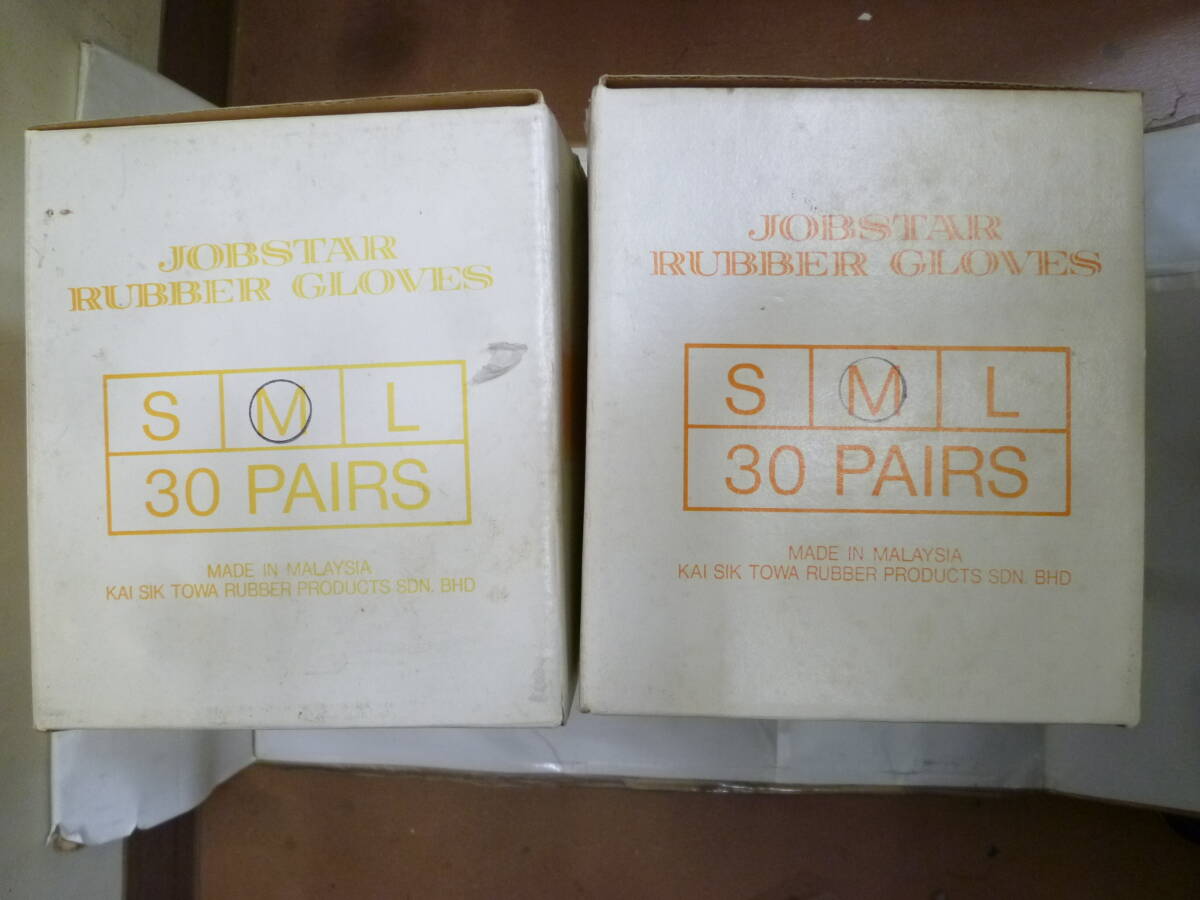 JOBSTAR
RUBBER GLOVES
S M L
30 PAIRS
MADE IN MALAYSIA
KAI SIK TOWA RUBBER PRODUCTS SDN. BHD
JOBSTAR
RUBBER GLOVES
S M L
30 PAIRS
MADE IN MALAYSIA
KAI SIK TOWA RUBBER PRODUCTS SDN. BHD